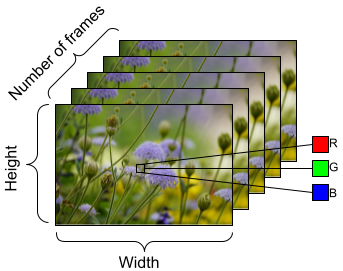 Number of frames
Height
R
G
B
Width